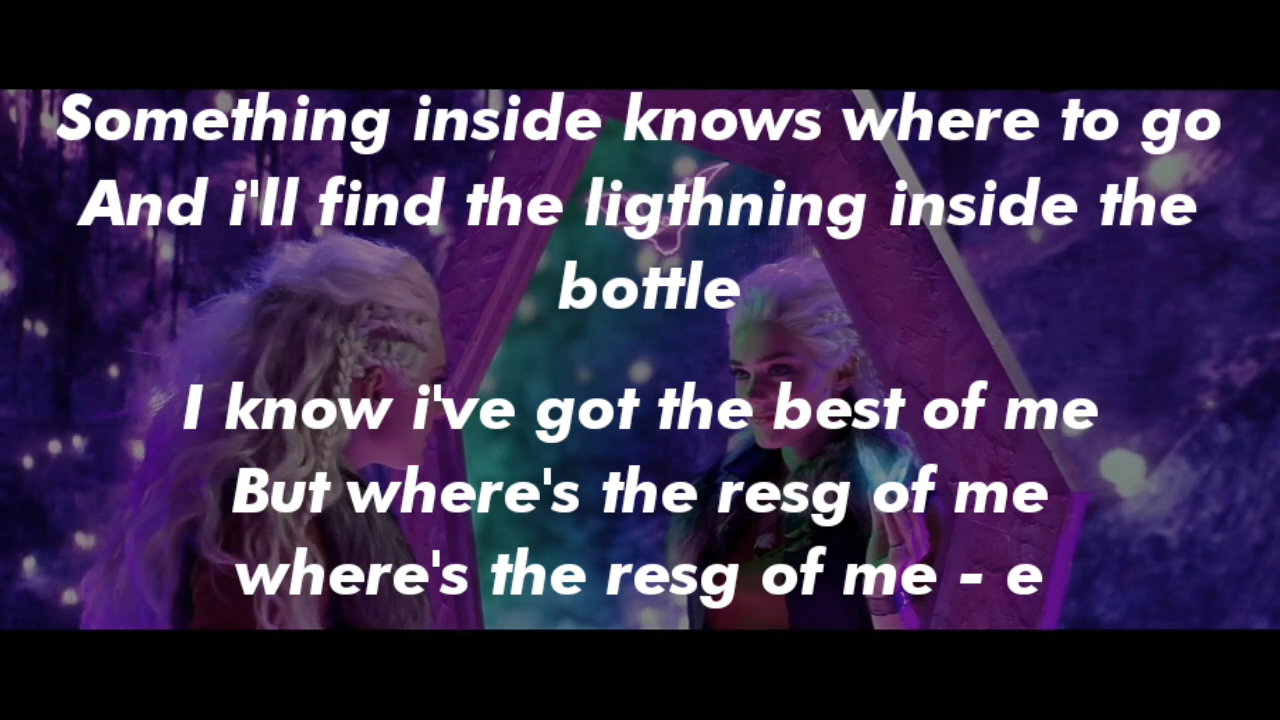 Something inside knows where to go
And i'll find the ligthning inside the
bottle
I know i've got the best of me
But where's the resg of me
where's the resg of me - e